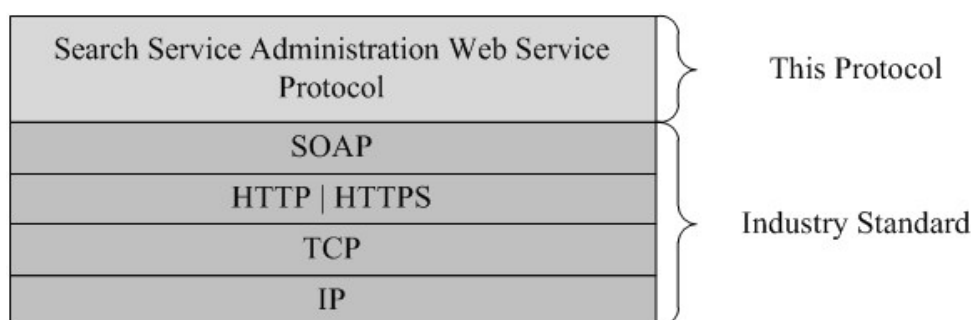 Search Service Administration Web Service
Protocol
This Protocol
SOAP
HTTP | HTTPS
TCP
IP
Industry Standard